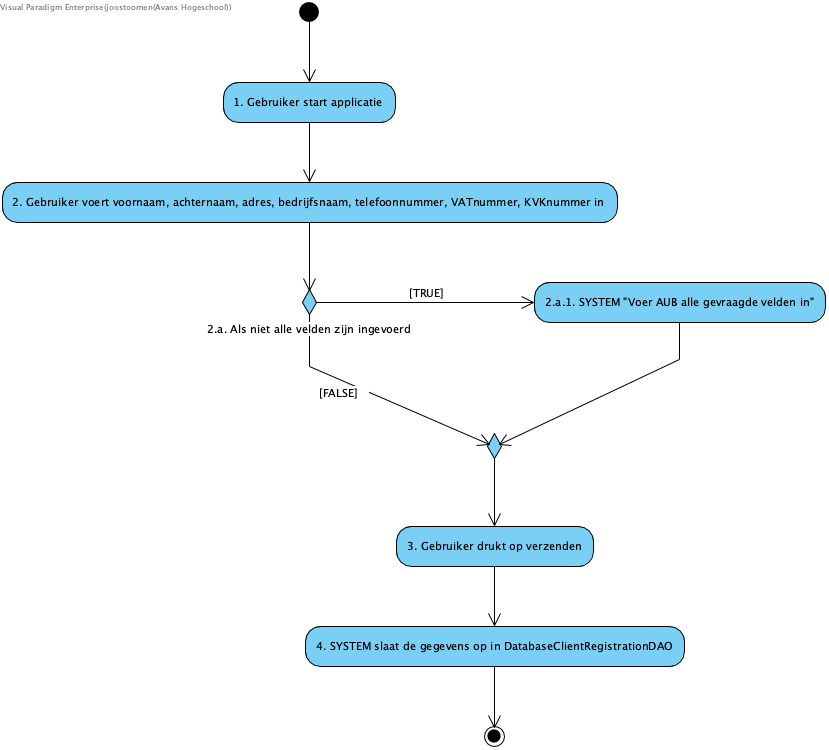 Visual Paradigm Enterprise(joostoomen(Avans Hogeschool))
1. Gebruiker start applicatie
2. Gebruiker voert voornaam, achternaam, adres, bedrijfsnaam, telefoonnummer, VATnummer, KVKnummer in
[TRUE]
2.a.1. SYSTEM "Voer AUB alle gevraagde velden in"
2.a. Als niet alle velden zijn ingevoerd
[FALSE]
3. Gebruiker drukt op verzenden
4. SYSTEM slaat de gegevens op in DatabaseClientRegistrationDAO